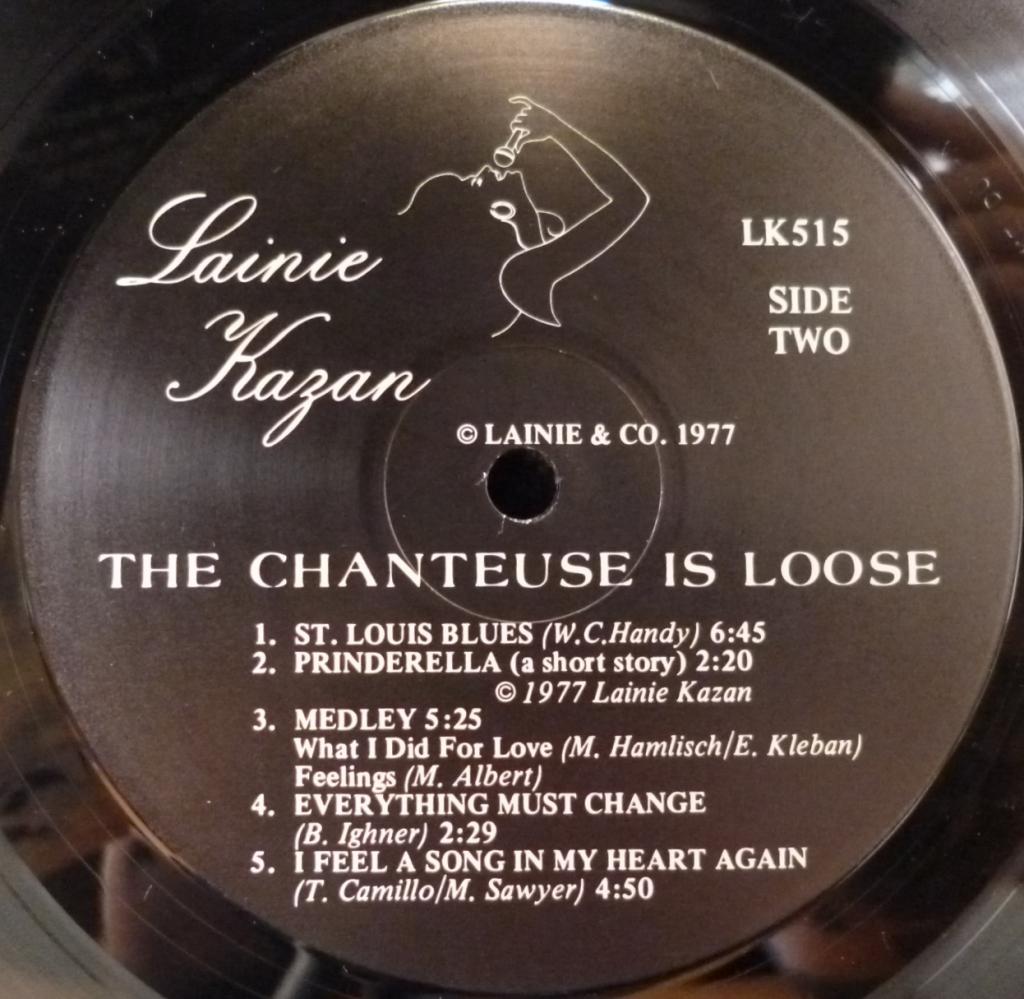 Lainie
Kazan
LK515
SIDE
TWO
© LAINIE & CO. 1977
THE CHANTEUSE IS LOOSE
1. ST. LOUIS BLUES (W.C.Handy) 6:45
2. PRINDERELLA (a short story) 2:20
© 1977 Lainie Kazan
3. MEDLEY 5:25
What I Did For Love (M. Hamlisch/E. Kleban)
Feelings (M. Albert)
4. EVERYTHING MUST CHANGE
(B. Ighner) 2:29
5. I FEEL A SONG IN MY HEART AGAIN
(T. Camillo/M. Sawyer) 4:50